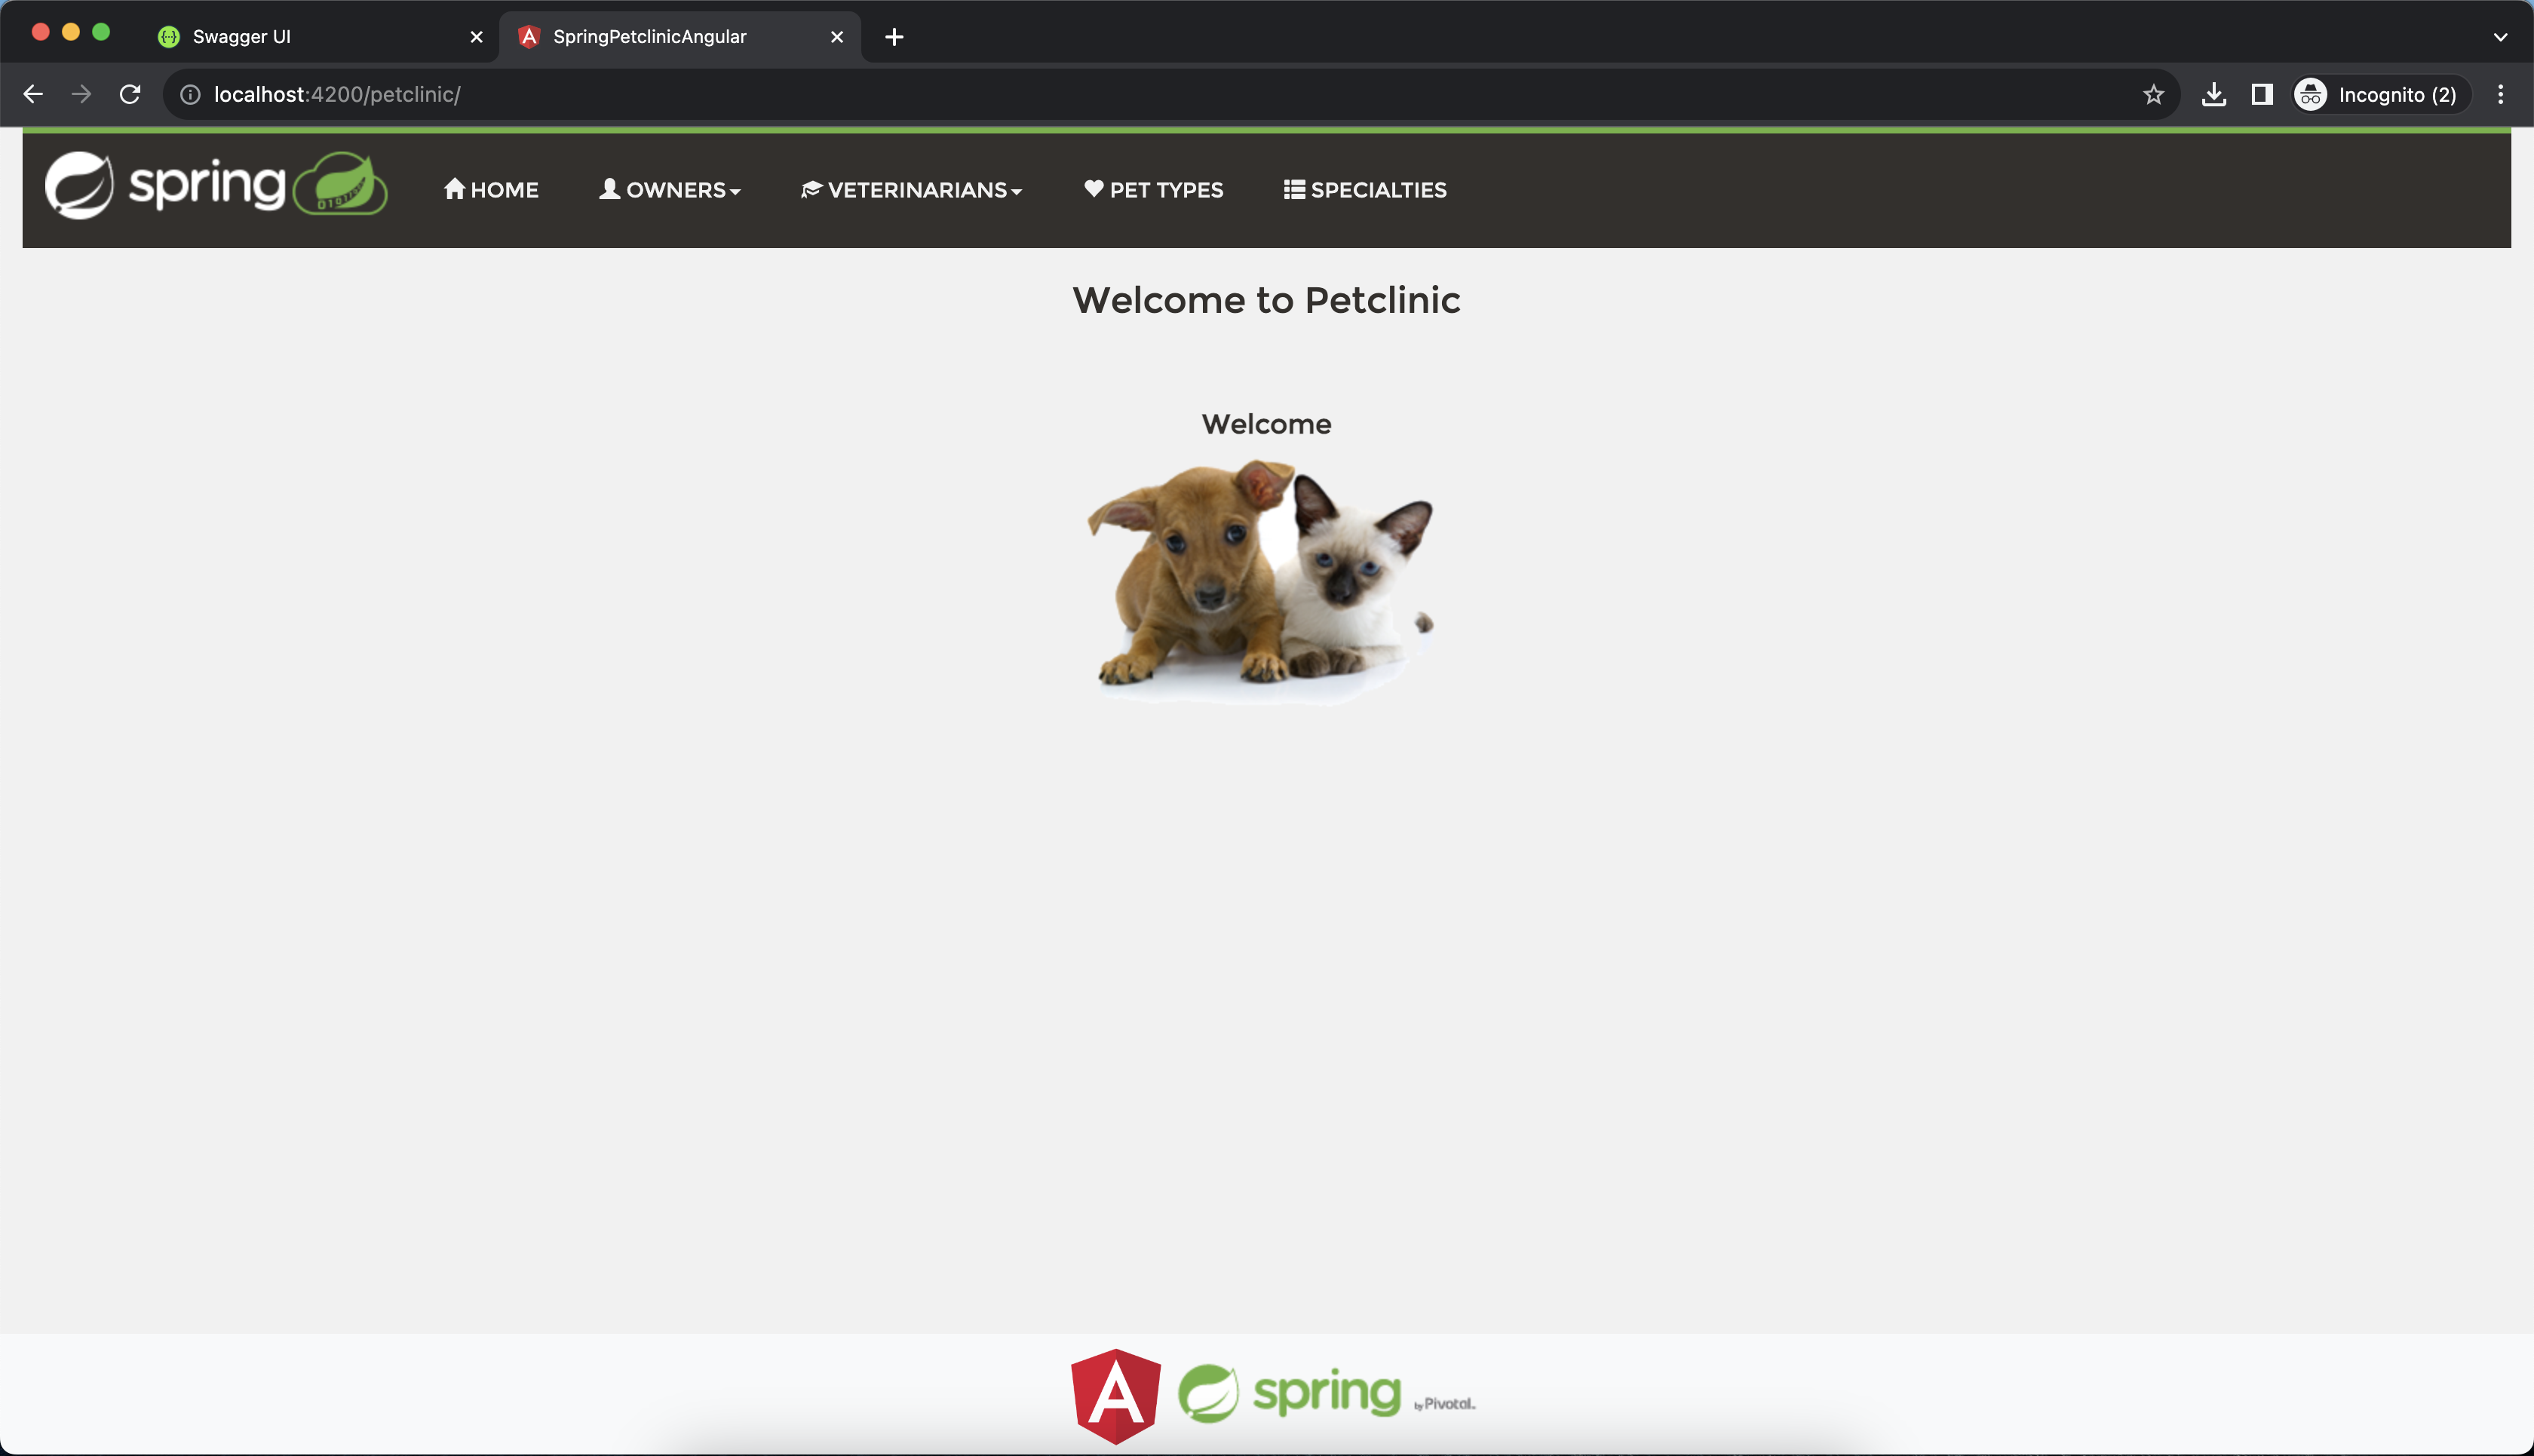 Swagger UI
SpringPetclinicAngular
localhost:4200/petclinic/
Incognito (2)
spring
HOME
OWNERS
VETERINARIANS
PET TYPES
SPECIALTIES
Welcome to Petclinic
Welcome
spring by Pivotal.